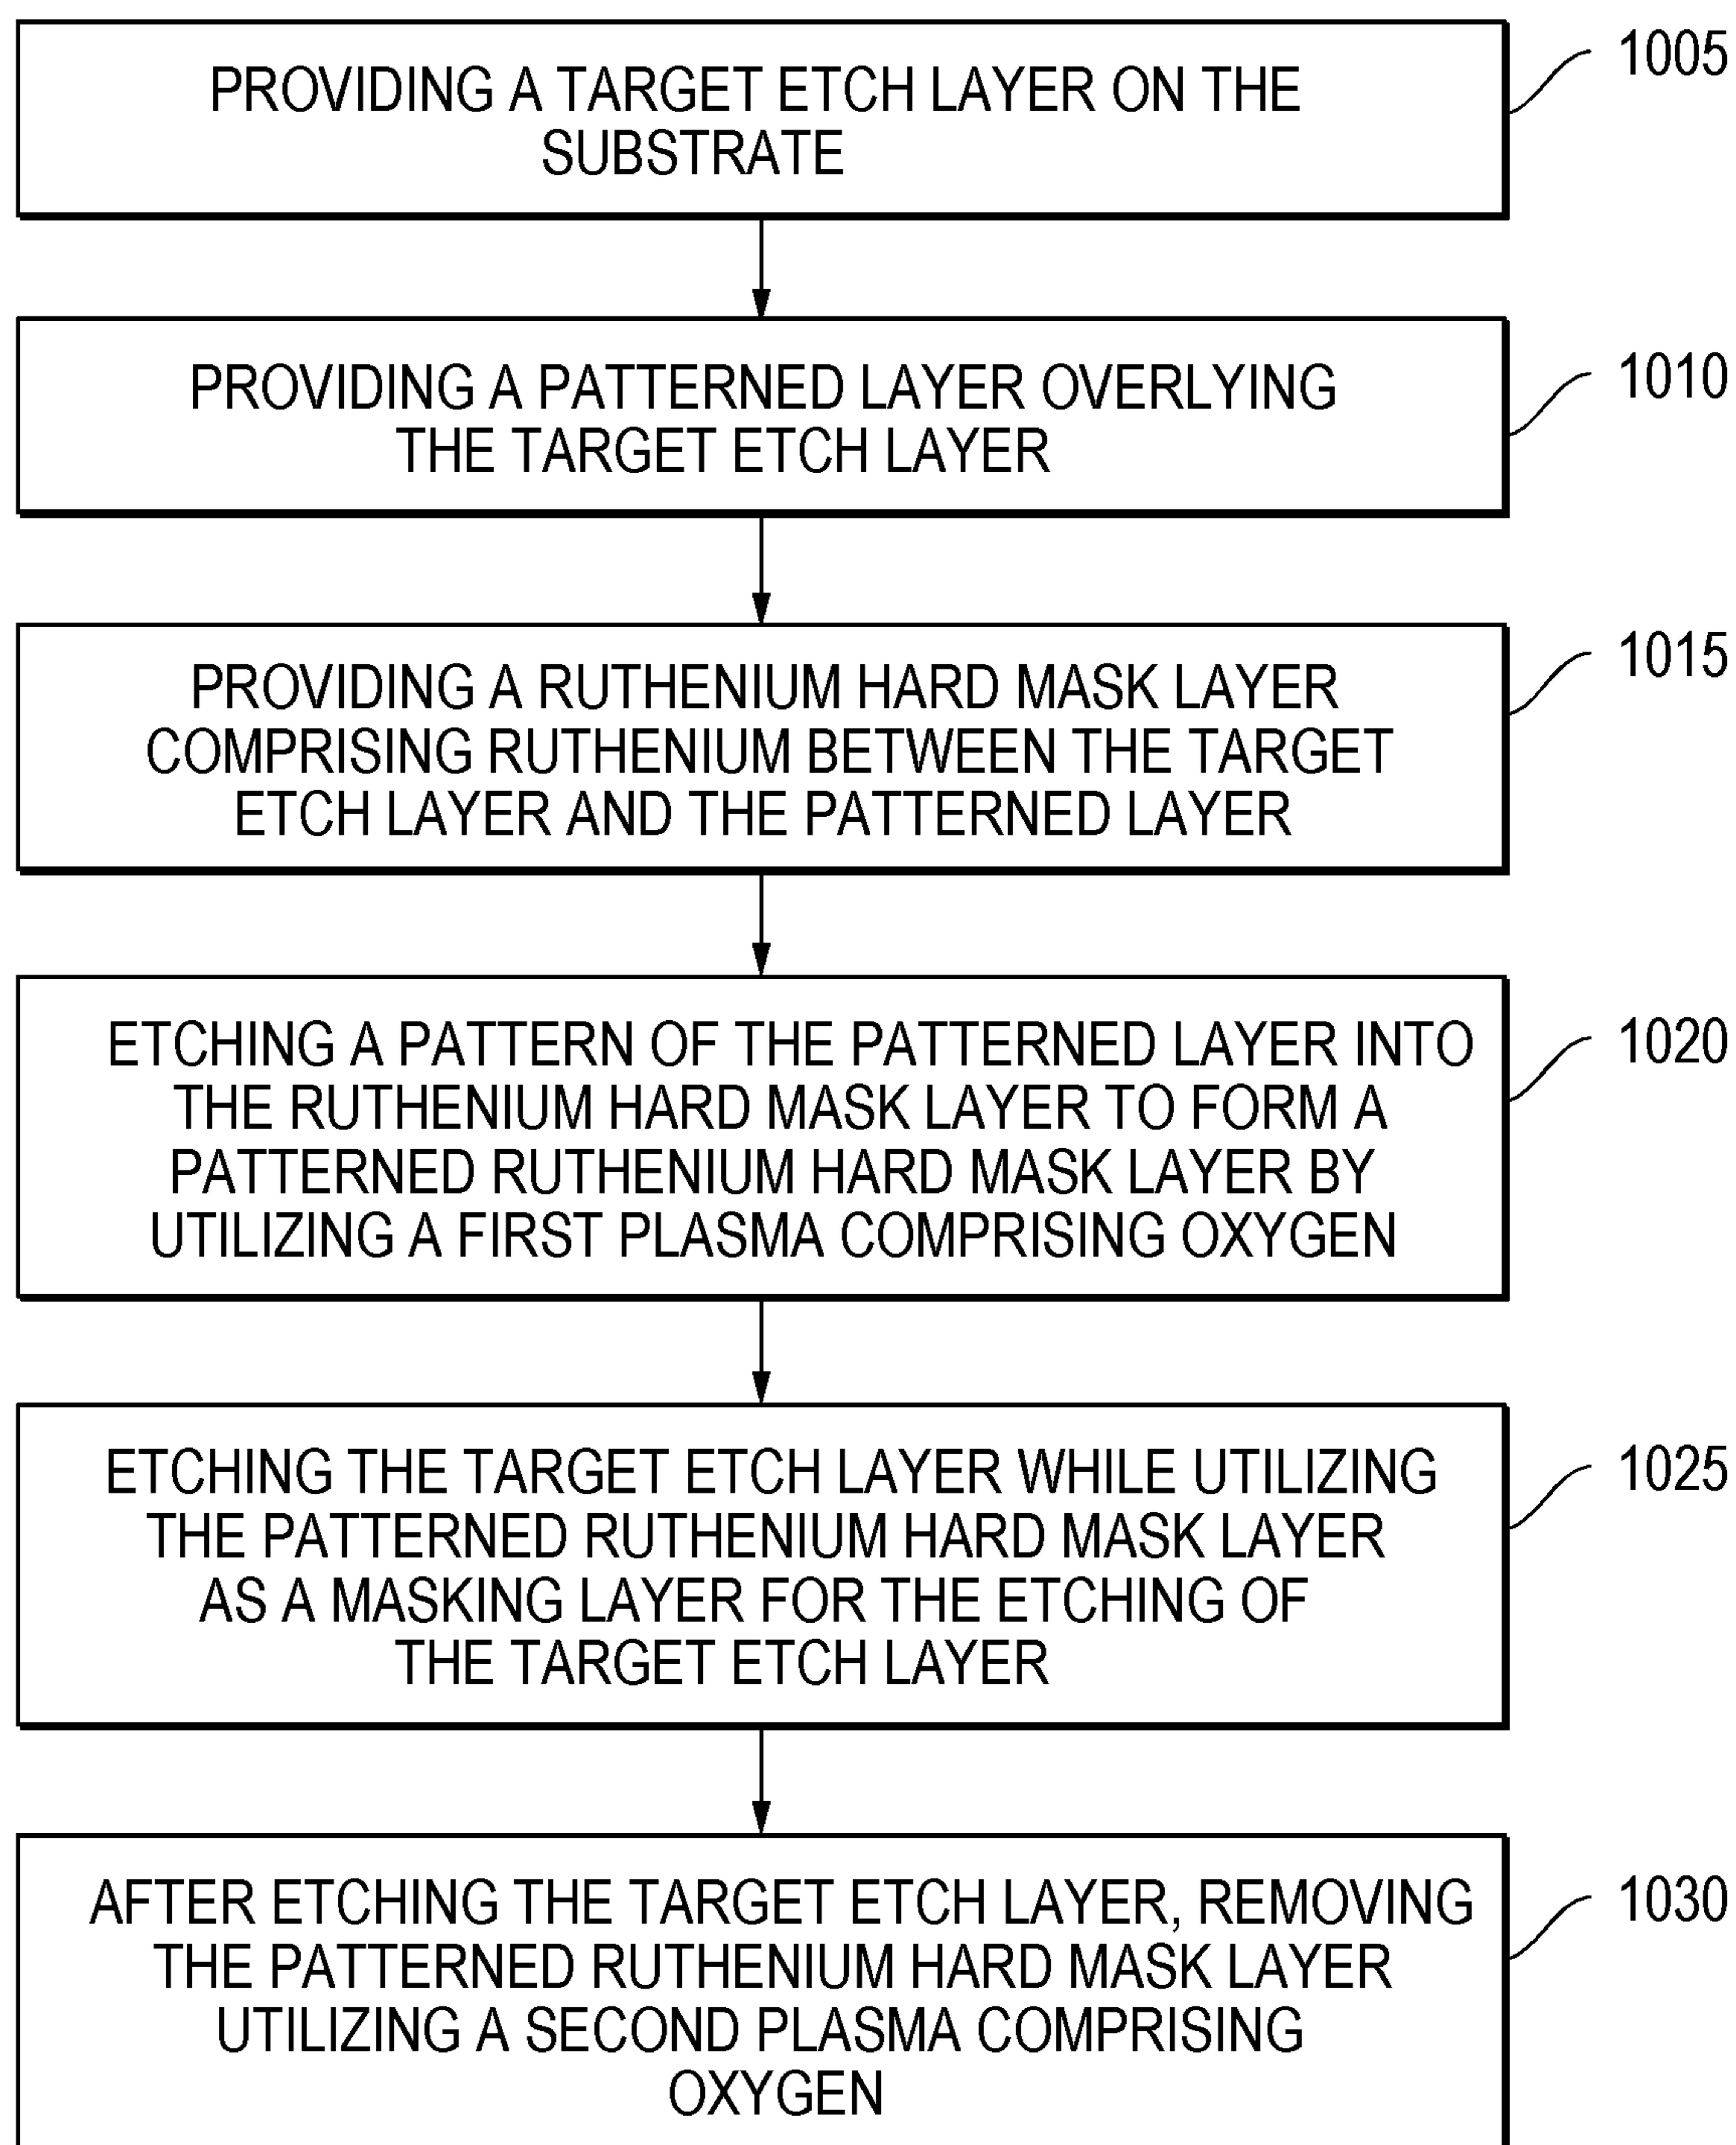 PROVIDING A TARGET ETCH LAYER ON THE
SUBSTRATE
1005
PROVIDING A PATTERNED LAYER OVERLYING
THE TARGET ETCH LAYER
1010
PROVIDING A RUTHENIUM HARD MASK LAYER
COMPRISING RUTHENIUM BETWEEN THE TARGET
ETCH LAYER AND THE PATTERNED LAYER
1015
ETCHING A PATTERN OF THE PATTERNED LAYER INTO
THE RUTHENIUM HARD MASK LAYER TO FORM A
PATTERNED RUTHENIUM HARD MASK LAYER BY
UTILIZING A FIRST PLASMA COMPRISING OXYGEN
1020
ETCHING THE TARGET ETCH LAYER WHILE UTILIZING
THE PATTERNED RUTHENIUM HARD MASK LAYER
AS A MASKING LAYER FOR THE ETCHING OF
THE TARGET ETCH LAYER
1025
AFTER ETCHING THE TARGET ETCH LAYER, REMOVING
THE PATTERNED RUTHENIUM HARD MASK LAYER
UTILIZING A SECOND PLASMA COMPRISING
OXYGEN
1030